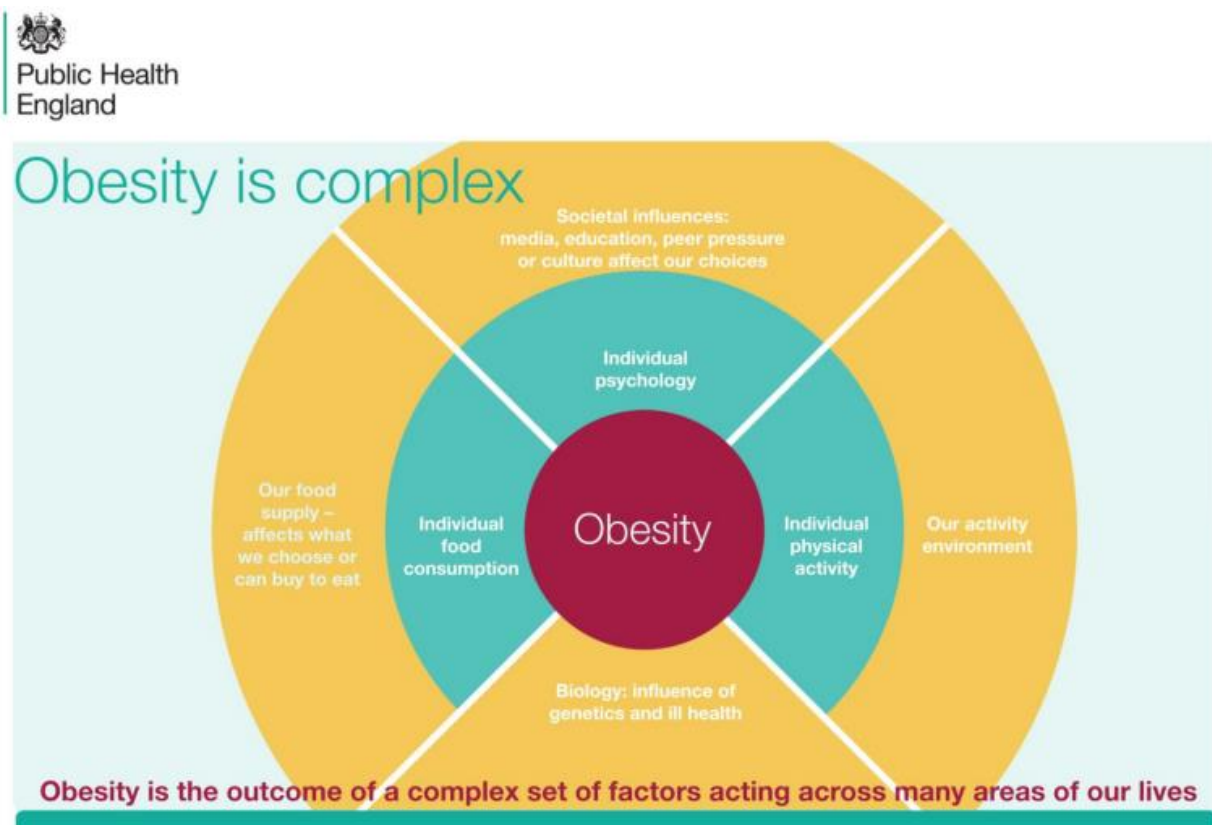 Public Health
England
Obesity is complex
Societal influences:
media, education, peer pressure
or culture affect our choices
Individual
psychology
Our food
supply –
affects what
we choose or
can buy to eat
Individual
food
consumption
Obesity
Individual
physical
activity
Our activity
environment
Biology: influence of
genetics and ill health
Obesity is the outcome of a complex set of factors acting across many areas of our lives